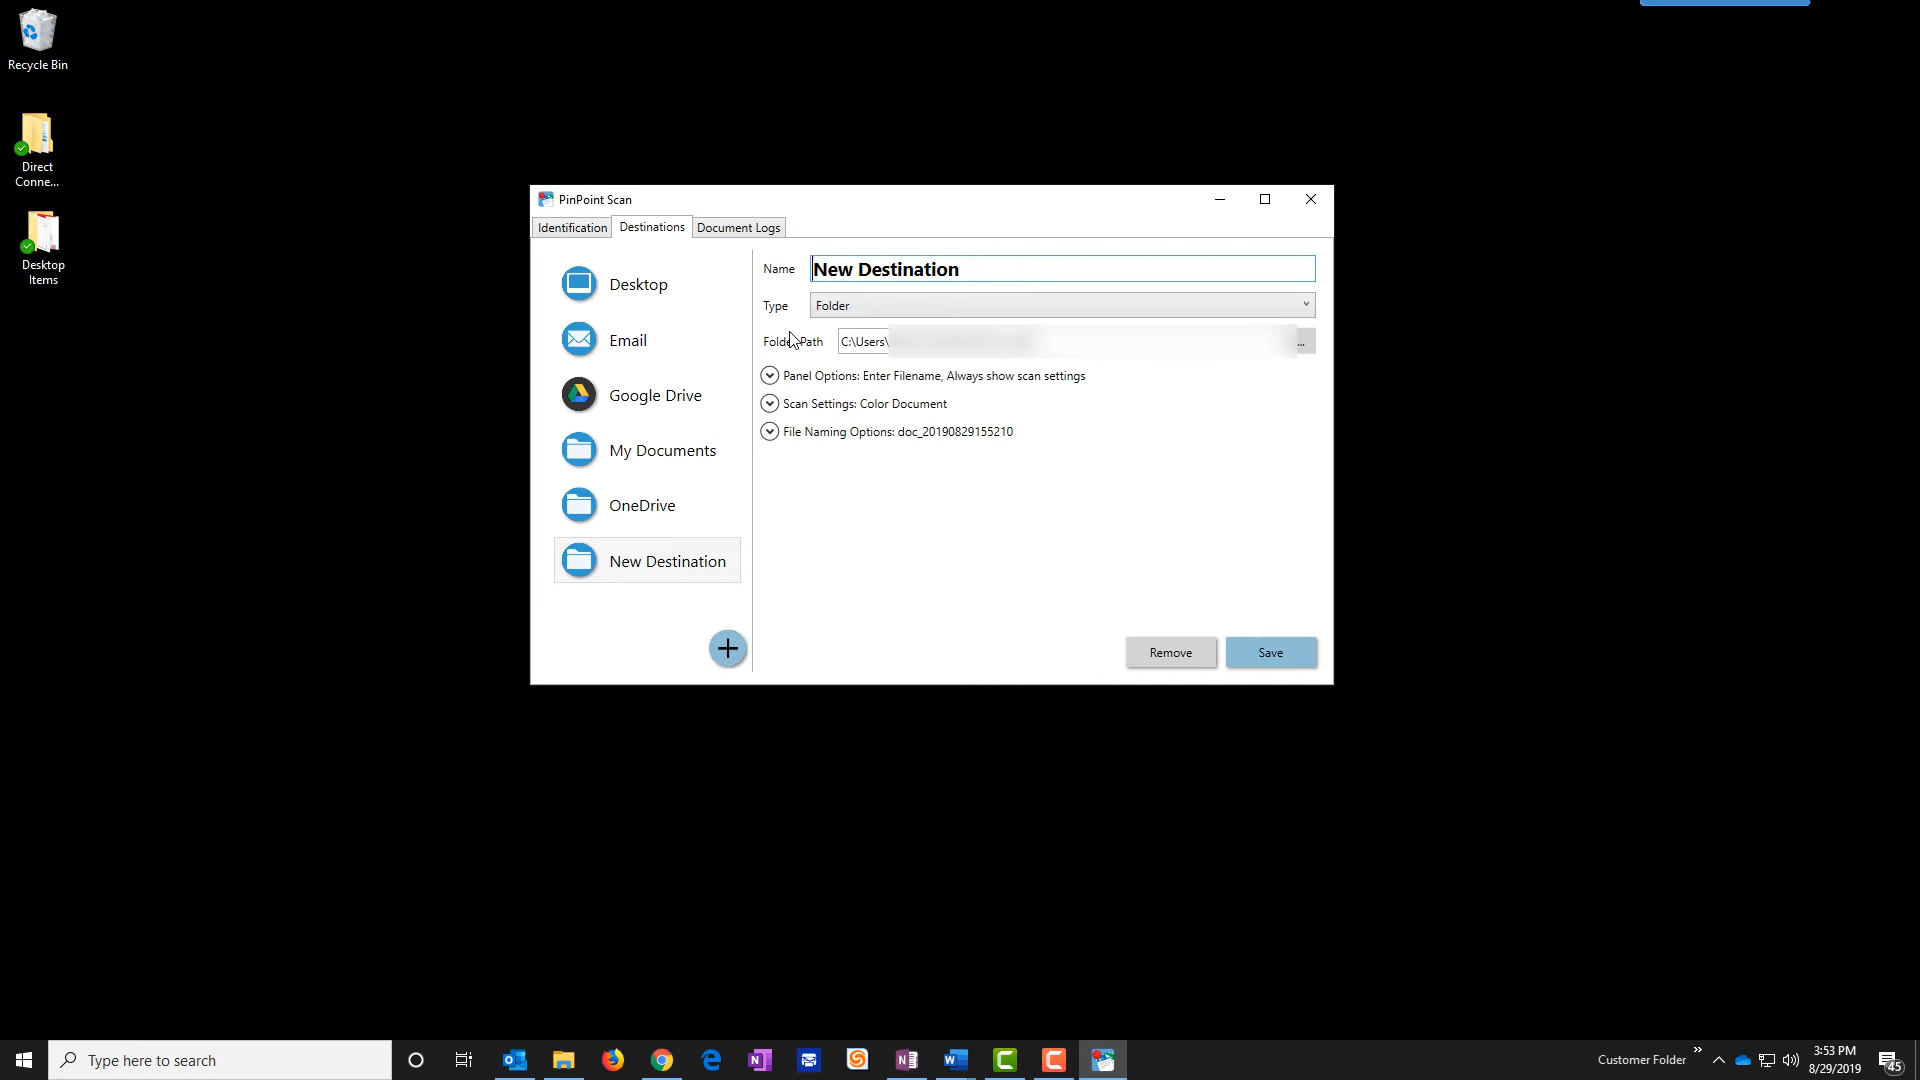 Recycle Bin
Direct
Conne...
Desktop
Items
PinPoint Scan
Identification
Destinations
Document Logs
Desktop
Email
Google Drive
My Documents
OneDrive
New Destination
Name
New Destination
Type
Folder
Folder Path
C:\Users\
...
Panel Options: Enter Filename, Always show scan settings
Scan Settings: Color Document
File Naming Options: doc_20190829155210
Remove
Save
Type here to search
Customer Folder
3:53 PM
8/29/2019
45